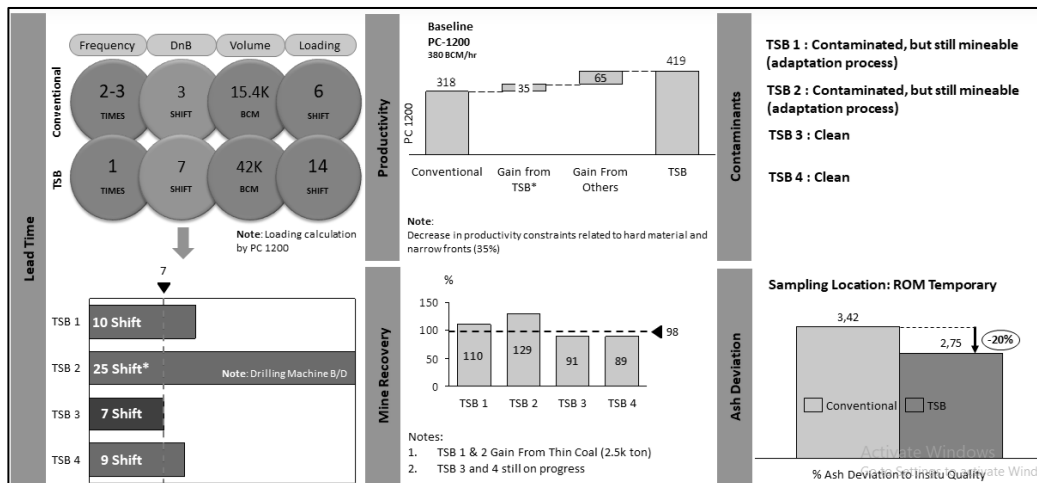 Lead Time
Conventional
TSB
Frequency
DnB
Volume
Loading
2-3
TIMES
3
SHIFT
15.4K
BCM
6
SHIFT
1
TIMES
7
SHIFT
42K
BCM
14
SHIFT
Note: Loading calculation
by PC 1200
7
TSB 1
10 Shift
TSB 2
25 Shift*
Note: Drilling Machine B/D
TSB 3
7 Shift
TSB 4
9 Shift
Productivity
Baseline
PC-1200
380 BCM/hr
PC 1200
318
35
65
419
Conventional
Gain from
TSB*
Gain From
Others
TSB
Note:
Decrease in productivity constraints related to hard material and
narrow fronts (35%)
Mine Recovery
%
150
100
50
0
98
110
129
91
89
TSB 1
TSB 2
TSB 3
TSB 4
Notes:
1. TSB 1 & 2 Gain From Thin Coal (2.5k ton)
2. TSB 3 and 4 still on progress
Contaminants
TSB 1 : Contaminated, but still mineable
(adaptation process)
TSB 2 : Contaminated, but still mineable
(adaptation process)
TSB 3 : Clean
TSB 4 : Clean
Ash Deviation
Sampling Location: ROM Temporary
3,42
2,75
-20%
Conventional
TSB
Activate Windows
Go to Settings to activate Wind
% Ash Deviation to Insitu Quality